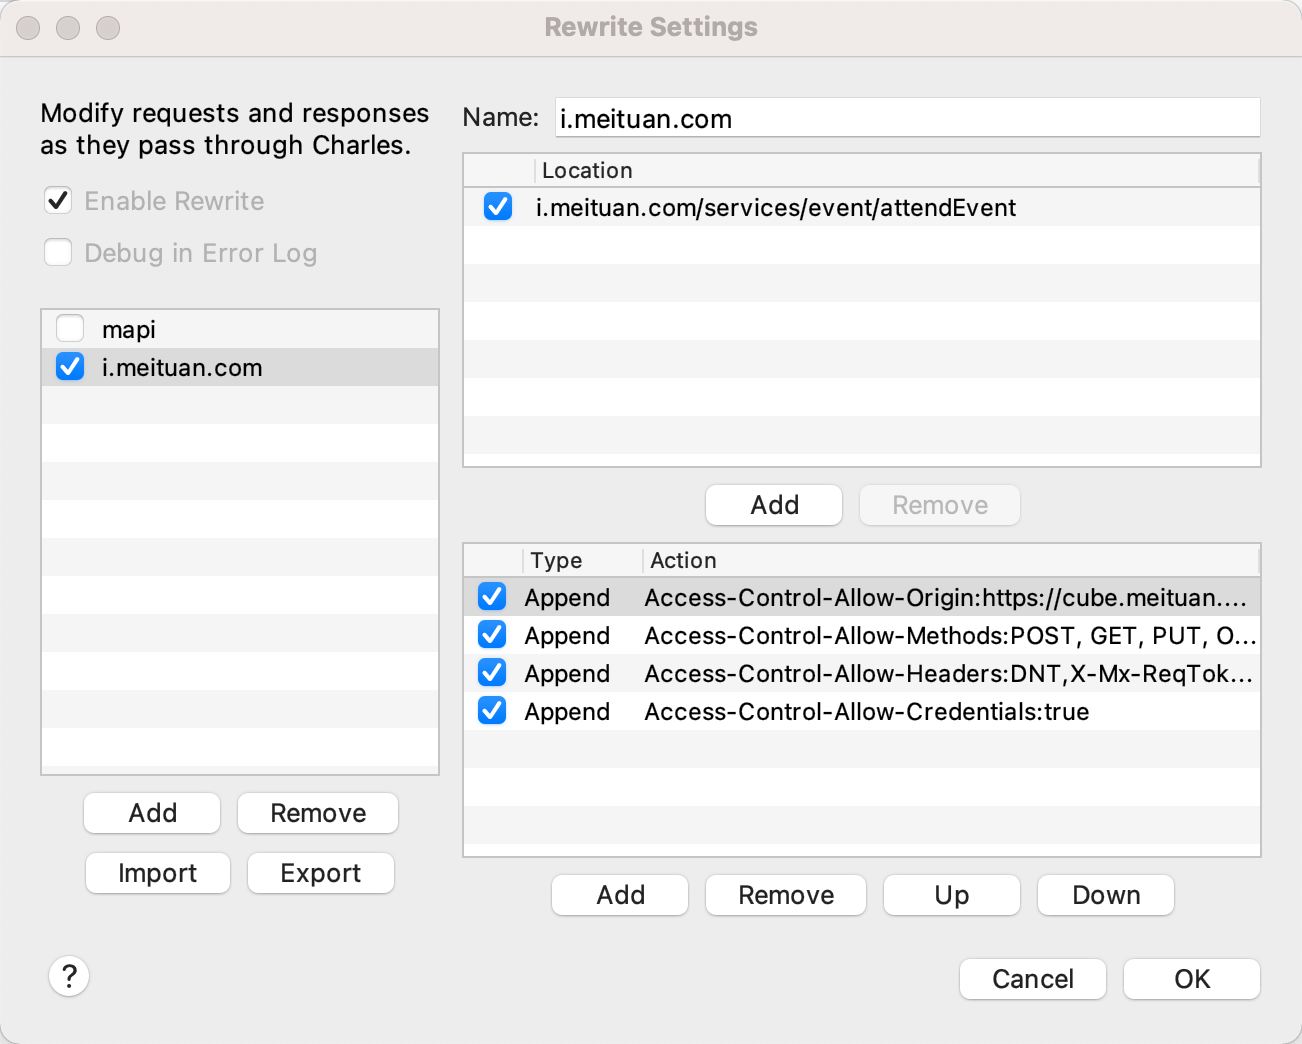 Rewrite Settings
Modify requests and responses
as they pass through Charles.
Enable Rewrite
Debug in Error Log
mapi
i.meituan.com
Add
Remove
Import
Export
?
Name:
i.meituan.com
Location
i.meituan.com/services/event/attendEvent
Add
Remove
Type
Action
Append
Access-Control-Allow-Origin:https://cube.meituan....
Append
Access-Control-Allow-Methods:POST, GET, PUT, O...
Append
Access-Control-Allow-Headers:DNT,X-Mx-ReqTok...
Append
Access-Control-Allow-Credentials:true
Add
Remove
Up
Down
Cancel
OK